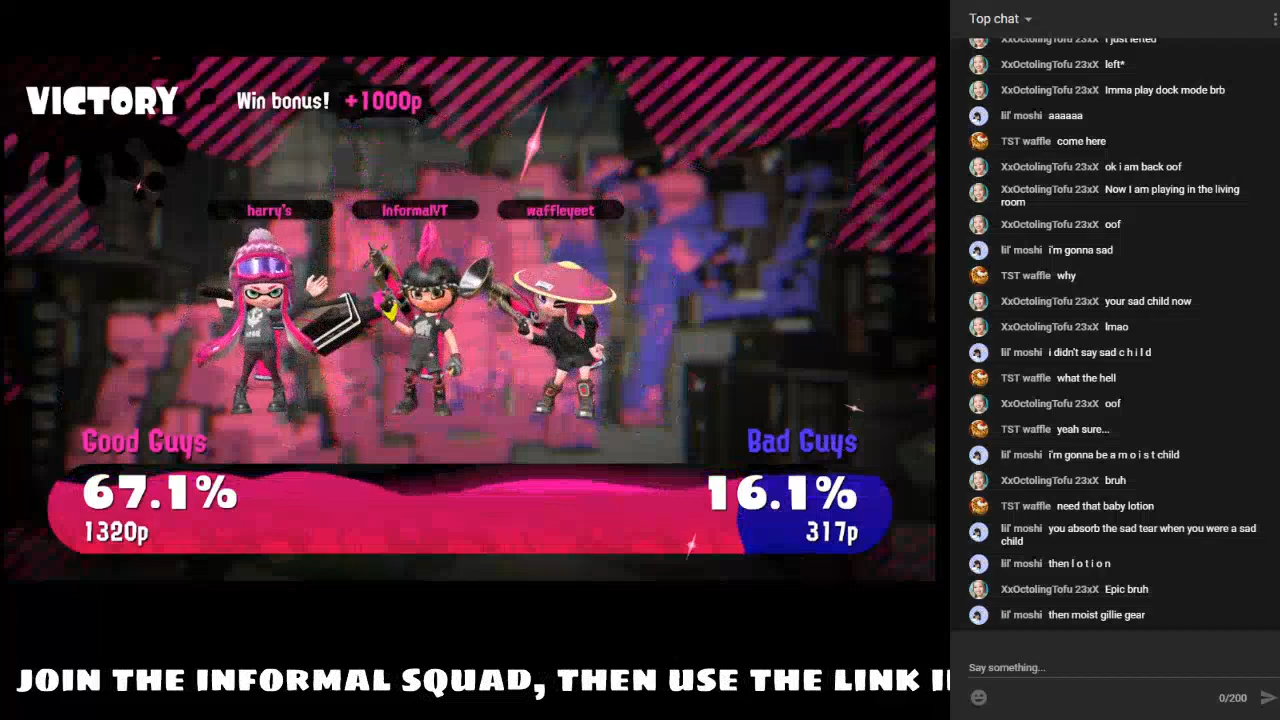 VICTORY
Win bonus! +1000p
harry's
InformalYT
waffleyeet
Good Guys
Bad Guys
67.1%
16.1%
1320p
317p
JOIN THE INFORMAL SQUAD, THEN USE THE LINK
Top chat
XxOctolingTofu 23xX I just lefted
XxOctolingTofu 23xX left*
XxOctolingTofu 23xX Imma play dock mode brb
lil' moshi aaaaaa
TST waffle come here
XxOctolingTofu 23xX ok i am back oof
XxOctolingTofu 23xX Now I am playing in the living
room
XxOctolingTofu 23xX oof
lil' moshi i'm gonna sad
TST waffle why
XxOctolingTofu 23xX your sad child now
XxOctolingTofu 23xX lmao
lil' moshi i didn't say sad c h i l d
TST waffle what the hell
XxOctolingTofu 23xX oof
TST waffle yeah sure...
lil' moshi i'm gonna be a m o i s t child
XxOctolingTofu 23xX bruh
TST waffle need that baby lotion
lil' moshi you absorb the sad tear when you were a sad
child
lil' moshi then l o t i o n
XxOctolingTofu 23xX Epic bruh
lil' moshi then moist gillie gear
Say something...
0/200